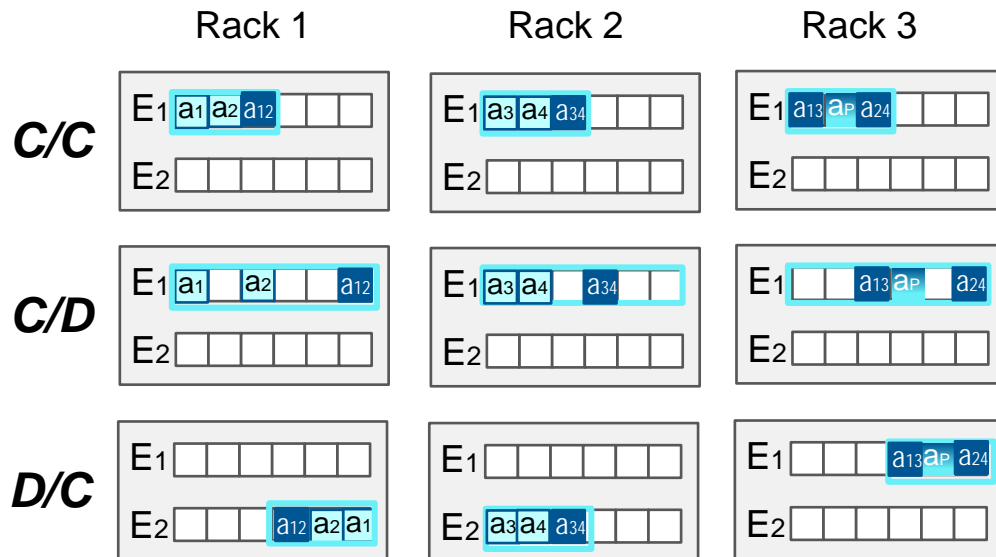 Rack 1 Rack 2 Rack 3
C/C
E1 a1 a2 a12 E1 a3 a4 a34 E1 a13 aP a24
E2 E2 E2
C/D
E1 a1 a2 a12 E1 a3 a4 a34 E1 a13 aP a24
E2 E2 E2
D/C
E1 E1 E1 a13 aP a24
E2 a12 a2 a1 E2 a3 a4 a34 E2